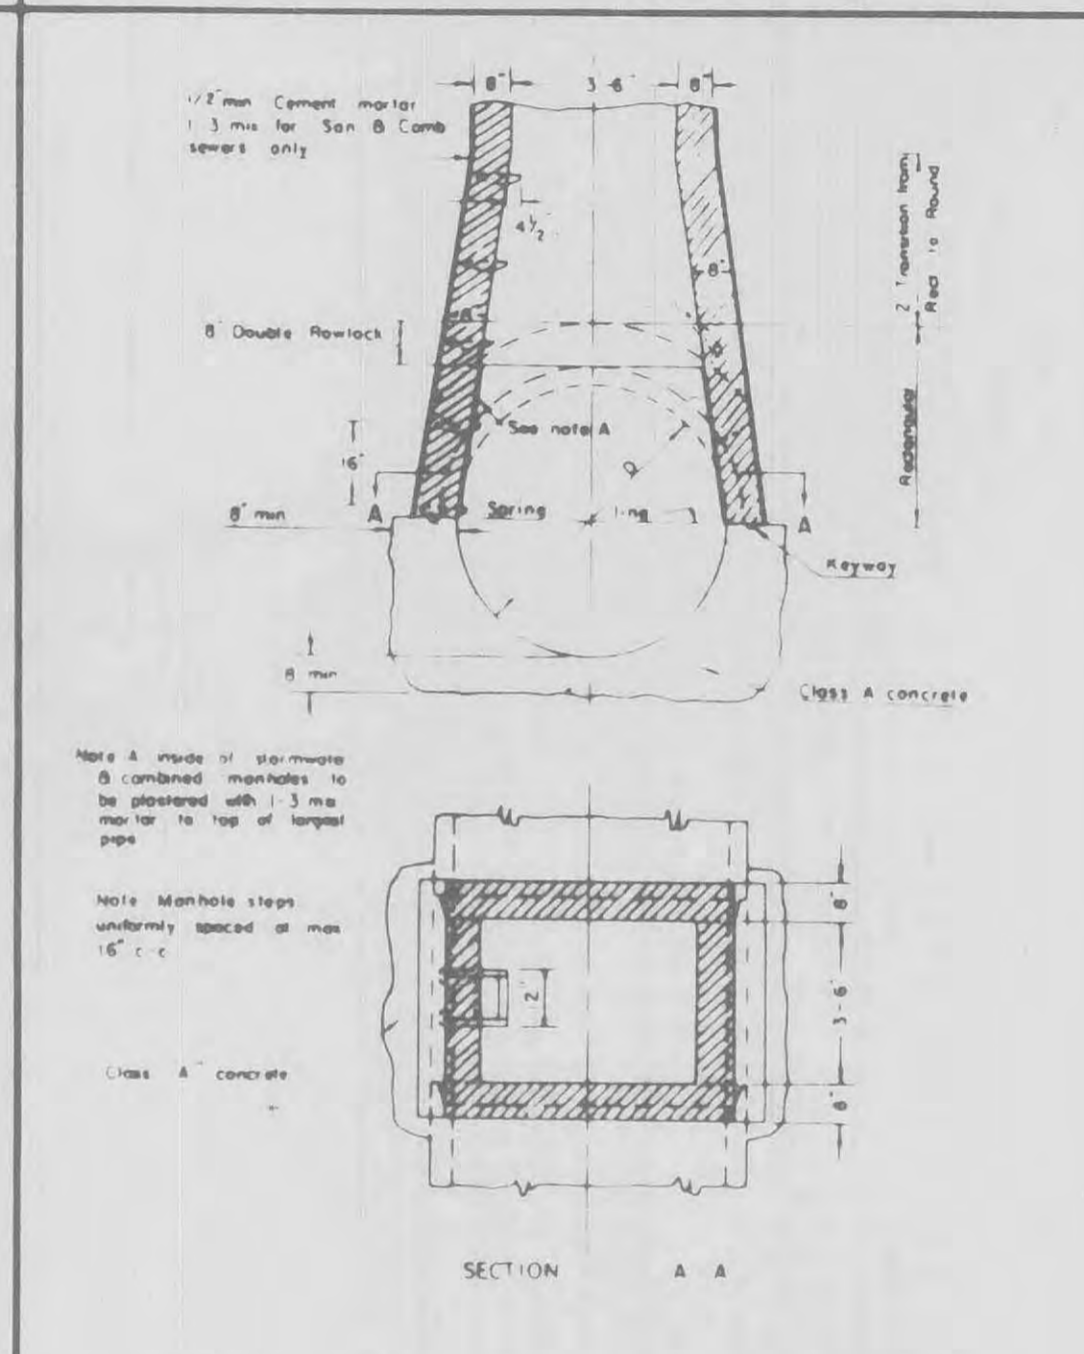 8" 3-6" 8"
1/2" min Cement mortar
1-3 mix for San & Comb
sewers only
4 1/2"
8"
2' Transition from
Rect to Round
8" Double Rowlock
See note A
16"
D
Rectangular
8" min
A Spring line A
Keyway
8" min
Class A concrete
Note A inside of stormwater
& combined manholes to
be plastered with 1-3 mix
mortar to top of largest
pipe
Note Manhole steps
uniformly spaced at max
16" c-c
8"
12"
3-6"
Class "A" concrete
8"
SECTION A A